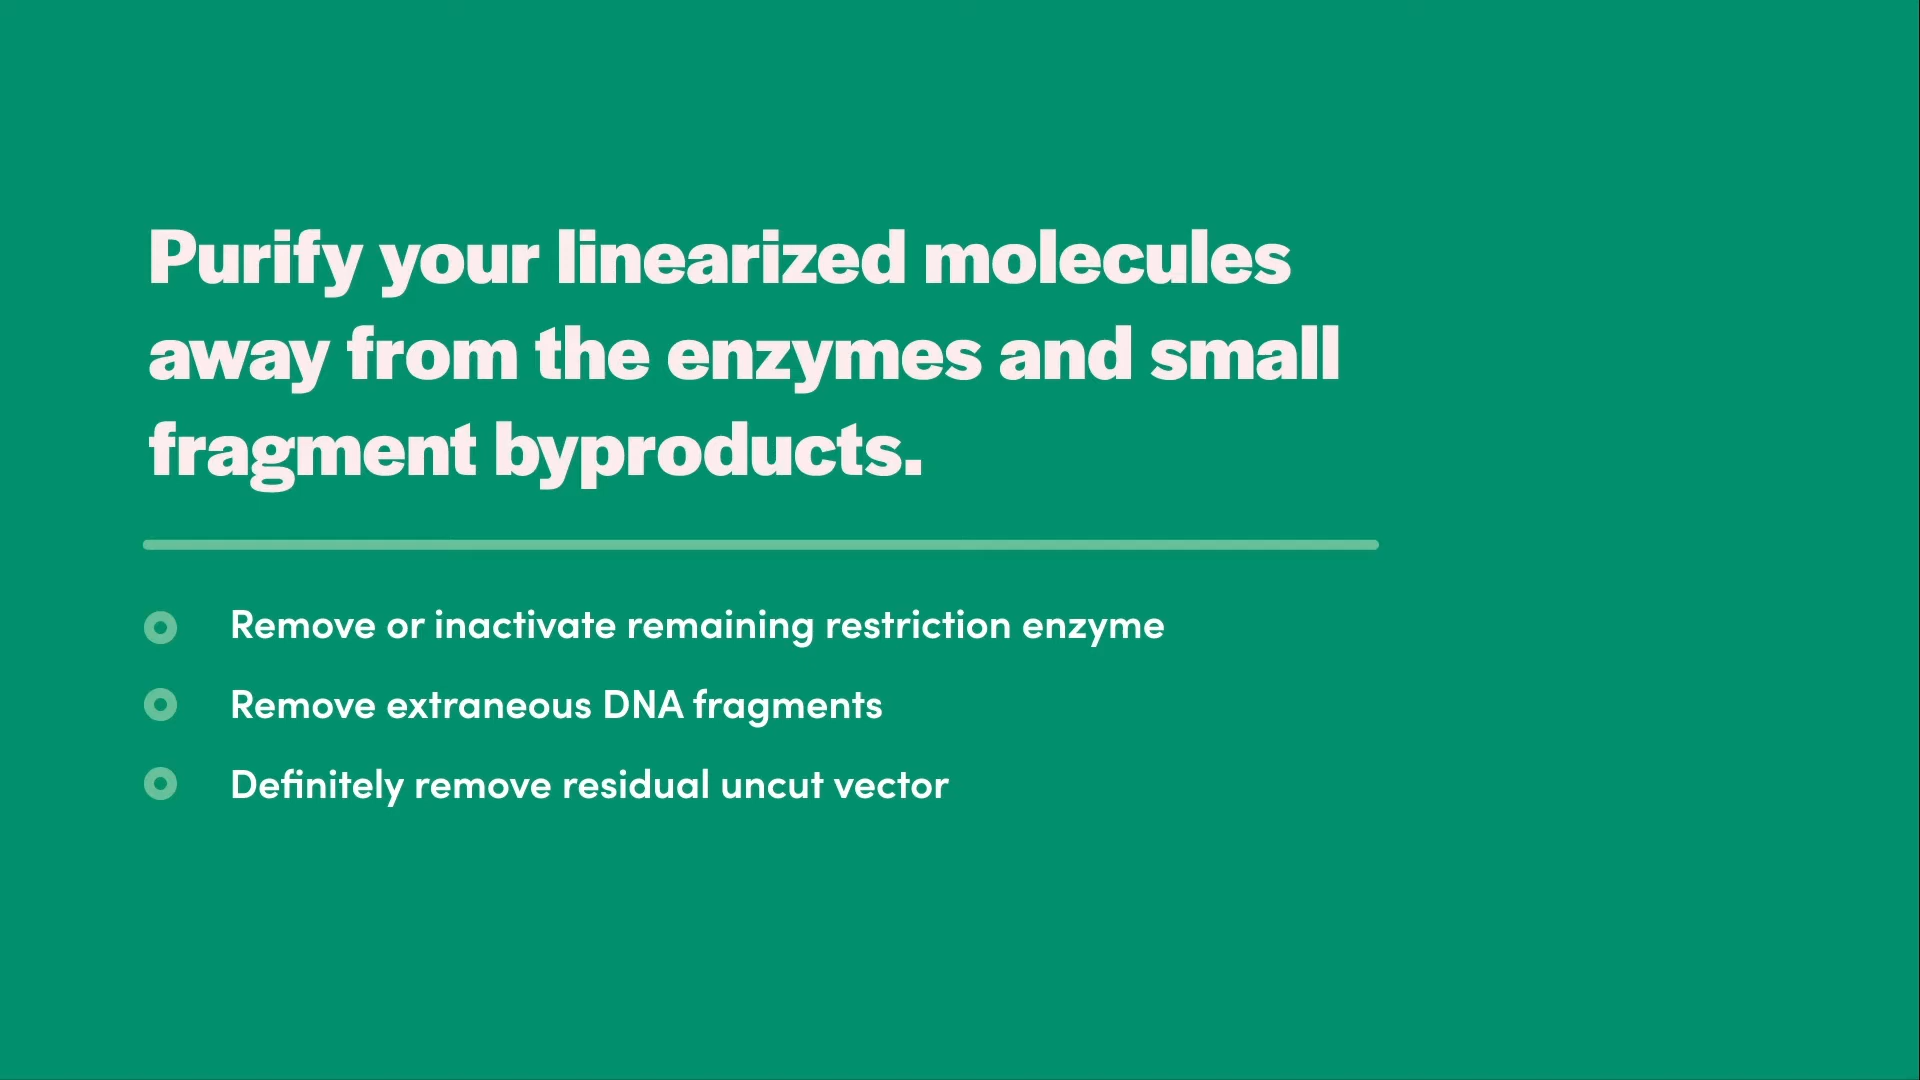 Purify your linearized molecules
away from the enzymes and small
fragment byproducts.
Remove or inactivate remaining restriction enzyme
Remove extraneous DNA fragments
Definitely remove residual uncut vector